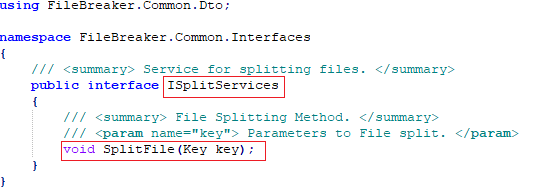 using FileBreaker.Common.Dto;
namespace FileBreaker.Common.Interfaces
{
/// <summary> Service for splitting files. </summary>
public interface ISplitServices
{
/// <summary> File Splitting Method. </summary>
/// <param name="key"> Parameters to File split. </param>
void SplitFile(Key key);
}
}